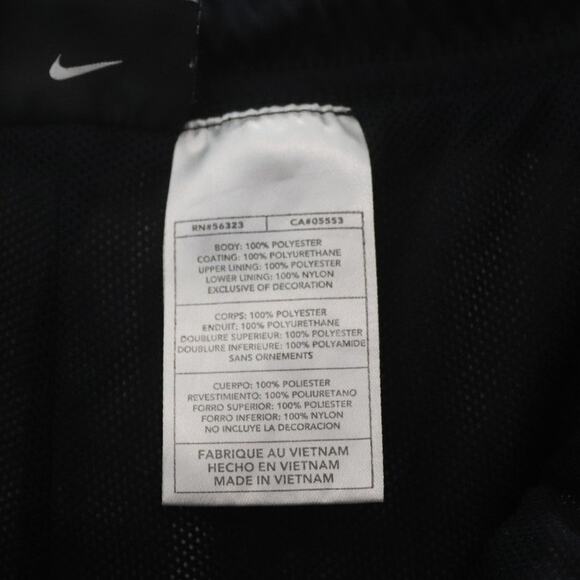 RN#56323 CA#05553
BODY: 100% POLYESTER
COATING: 100% POLYURETHANE
UPPER LINING: 100% POLYESTER
LOWER LINING: 100% NYLON
EXCLUSIVE OF DECORATION
CORPS: 100% POLYESTER
ENDUIT: 100% POLYURETHANE
DOUBLURE SUPERIEUR: 100% POLYESTER
DOUBLURE INFERIEURE: 100% POLYAMIDE
SANS ORNEMENTS
CUERPO: 100% POLIESTER
REVESTIMIENTO: 100% POLIURETANO
FORRO SUPERIOR: 100% POLIESTER
FORRO INFERIOR: 100% NYLON
NO INCLUYE LA DECORACION
FABRIQUE AU VIETNAM
HECHO EN VIETNAM
MADE IN VIETNAM